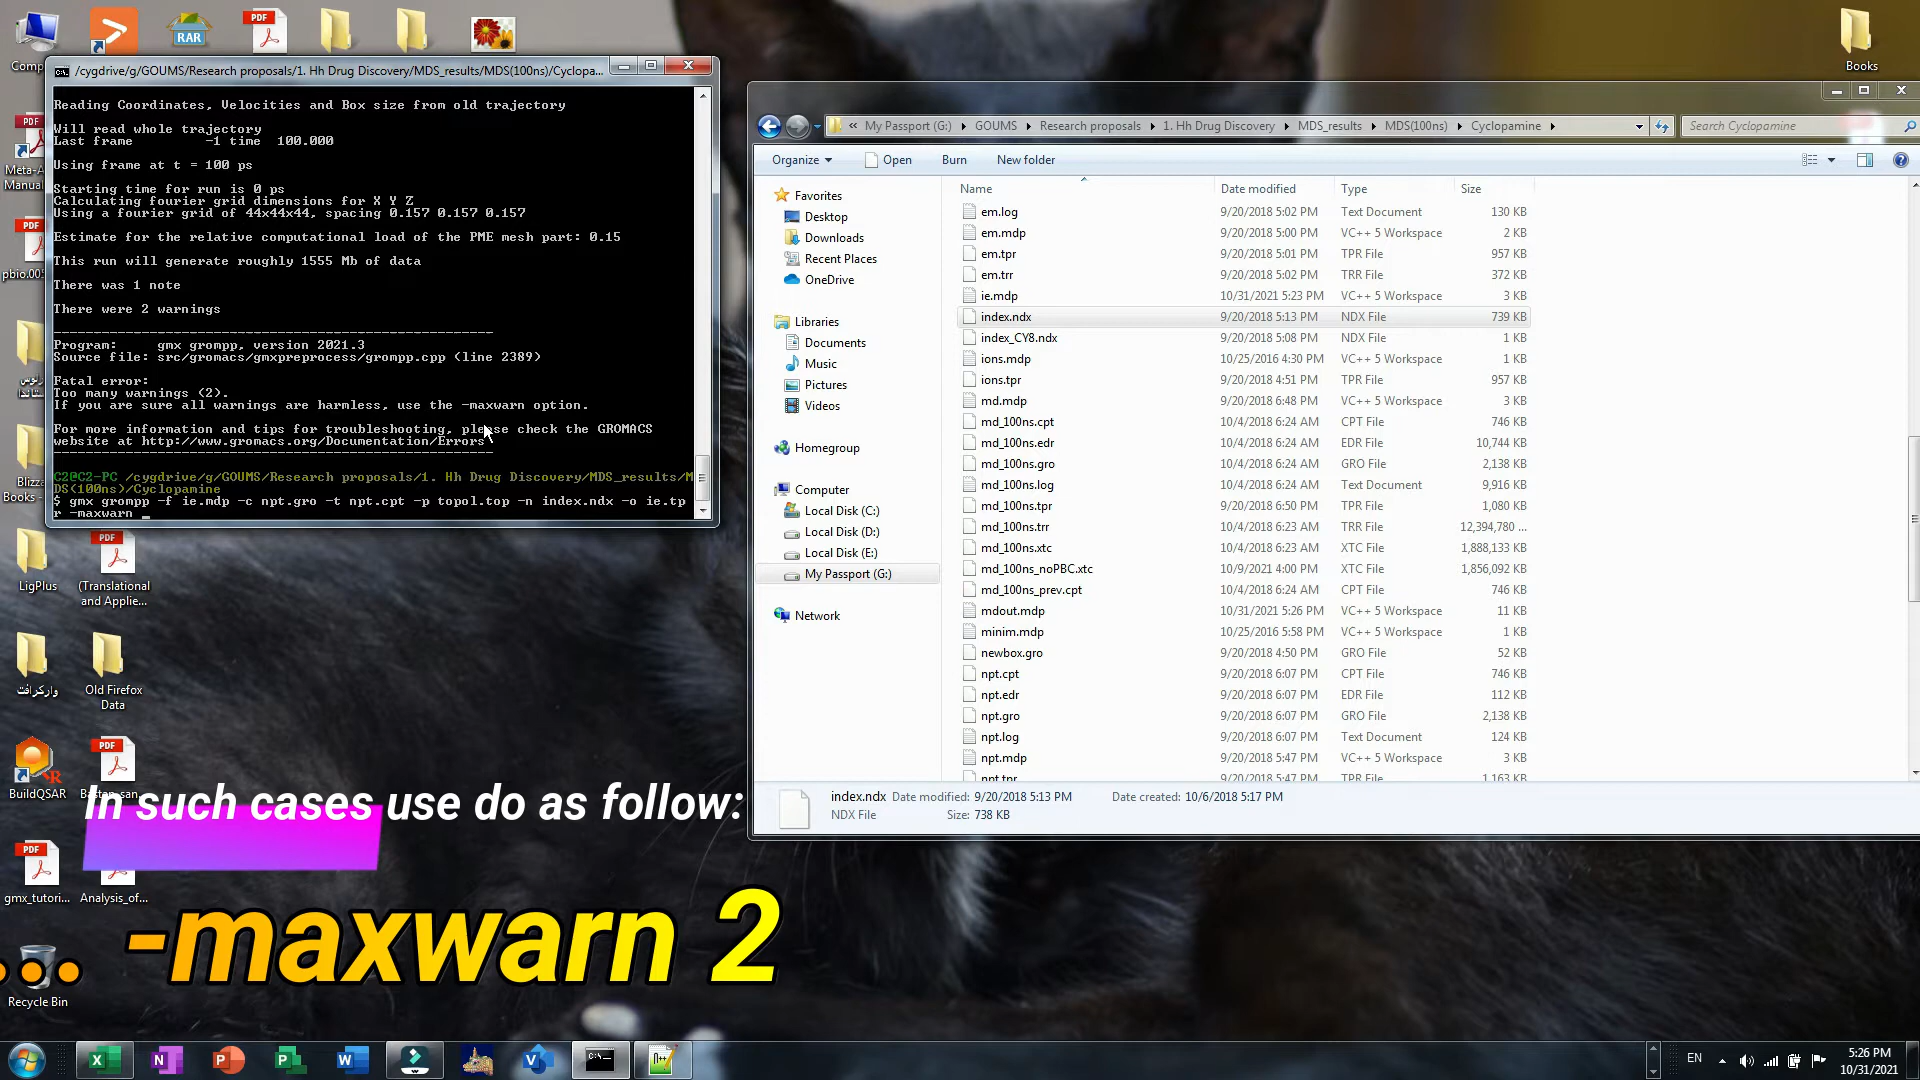 Comp
RAR
PDF
Books
/cygdrive/g/GOUMS/Research proposals/1. Hh Drug Discovery/MDS_results/MDS(100ns)/Cyclopa...
Reading Coordinates, Velocities and Box size from old trajectory
Will read whole trajectory
Last frame -1 time 100.000
Using frame at t = 100 ps
Starting time for run is 0 ps
Calculating fourier grid dimensions for X Y Z
Using a fourier grid of 44x44x44, spacing 0.157 0.157 0.157
Estimate for the relative computational load of the PME mesh part: 0.15
This run will generate roughly 1555 Mb of data
There was 1 note
There were 2 warnings
-------------------------------------------------------
Program: gmx grompp, version 2021.3
Source file: src/gromacs/gmxpreprocess/grompp.cpp (line 2389)
Fatal error:
Too many warnings (2).
If you are sure all warnings are harmless, use the -maxwarn option.
For more information and tips for troubleshooting, please check the GROMACS
website at http://www.gromacs.org/Documentation/Errors
-------------------------------------------------------
C2@C2-PC /cygdrive/g/GOUMS/Research proposals/1. Hh Drug Discovery/MDS_results/M
DS(100ns)/Cyclopamine
$ gmx grompp -f ie.mdp -c npt.gro -t npt.cpt -p topol.top -n index.ndx -o ie.tp
r -maxwarn _
« My Passport (G:) GOUMS Research proposals 1. Hh Drug Discovery MDS_results MDS(100ns) Cyclopamine
Search Cyclopamine
Organize Open Burn New folder
Favorites
Desktop
Downloads
Recent Places
OneDrive
Libraries
Documents
Music
Pictures
Videos
Homegroup
Computer
Local Disk (C:)
Local Disk (D:)
Local Disk (E:)
My Passport (G:)
Network
Name Date modified Type Size
em.log 9/20/2018 5:02 PM Text Document 130 KB
em.mdp 9/20/2018 5:00 PM VC++ 5 Workspace 2 KB
em.tpr 9/20/2018 5:01 PM TPR File 957 KB
em.trr 9/20/2018 5:02 PM TRR File 372 KB
ie.mdp 10/31/2021 5:23 PM VC++ 5 Workspace 3 KB
index.ndx 9/20/2018 5:13 PM NDX File 739 KB
index_CY8.ndx 9/20/2018 5:08 PM NDX File 1 KB
ions.mdp 10/25/2016 4:30 PM VC++ 5 Workspace 1 KB
ions.tpr 9/20/2018 4:51 PM TPR File 957 KB
md.mdp 9/20/2018 6:48 PM VC++ 5 Workspace 3 KB
md_100ns.cpt 10/4/2018 6:24 AM CPT File 746 KB
md_100ns.edr 10/4/2018 6:24 AM EDR File 10,744 KB
md_100ns.gro 10/4/2018 6:24 AM GRO File 2,138 KB
md_100ns.log 10/4/2018 6:24 AM Text Document 9,916 KB
md_100ns.tpr 9/20/2018 6:50 PM TPR File 1,080 KB
md_100ns.trr 10/4/2018 6:23 AM TRR File 12,394,780 ...
md_100ns.xtc 10/4/2018 6:23 AM XTC File 1,888,133 KB
md_100ns_noPBC.xtc 10/9/2021 4:00 PM XTC File 1,856,092 KB
md_100ns_prev.cpt 10/4/2018 6:24 AM CPT File 746 KB
mdout.mdp 10/31/2021 5:26 PM VC++ 5 Workspace 11 KB
minim.mdp 10/25/2016 5:58 PM VC++ 5 Workspace 1 KB
newbox.gro 9/20/2018 4:50 PM GRO File 52 KB
npt.cpt 9/20/2018 6:07 PM CPT File 746 KB
npt.edr 9/20/2018 6:07 PM EDR File 112 KB
npt.gro 9/20/2018 6:07 PM GRO File 2,138 KB
npt.log 9/20/2018 6:07 PM Text Document 124 KB
npt.mdp 9/20/2018 5:47 PM VC++ 5 Workspace 3 KB
npt.tpr 9/20/2018 5:47 PM TPR File 1,163 KB
index.ndx Date modified: 9/20/2018 5:13 PM Date created: 10/6/2018 5:17 PM
NDX File Size: 738 KB
PDF
Meta-A
Manual
PDF
pbio.00
Blizza
Books -
LigPlus
PDF
(Translational
and Applie...
واركرافت
Old Firefox
Data
BuildQSAR
PDF
PDF
gmx_tutori...
Analysis_of...
Recycle Bin
In such cases use do as follow:
... -maxwarn 2
EN
5:26 PM
10/31/2021